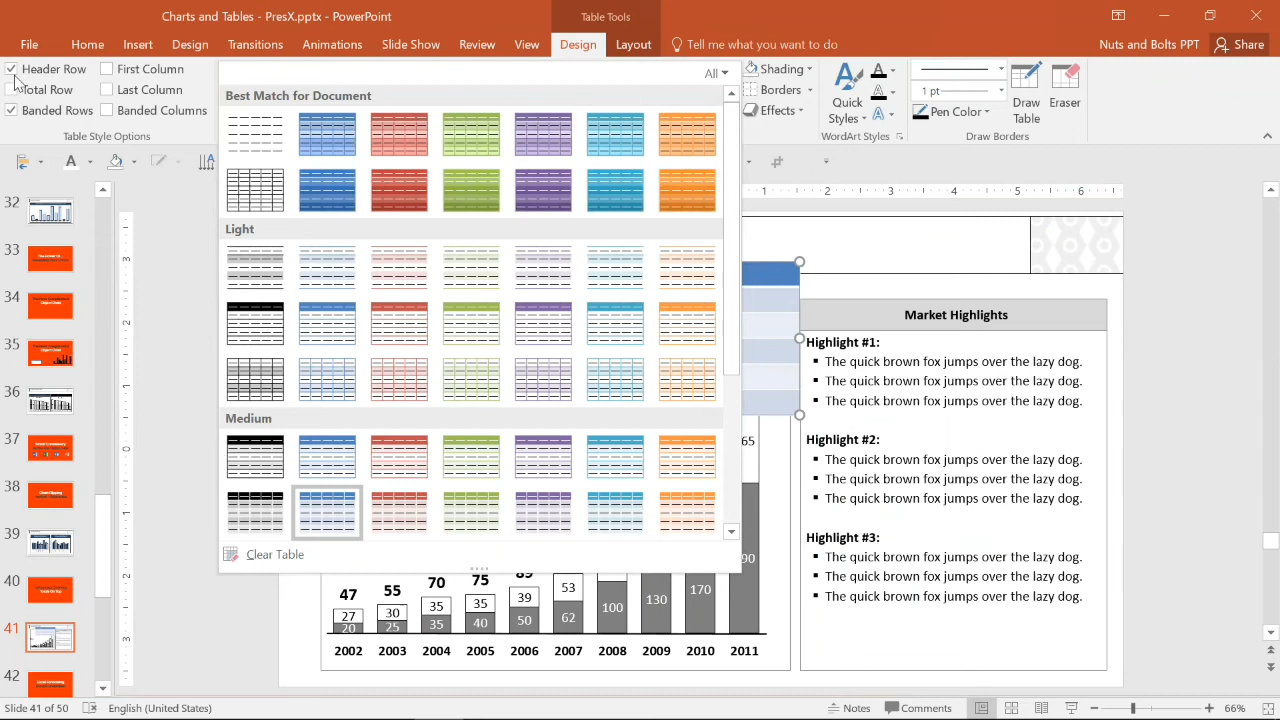 Charts and Tables - PresX.pptx - PowerPoint
Table Tools
File Home Insert Design Transitions Animations Slide Show Review View Design Layout Tell me what you want to do Nuts and Bolts PPT Share
Header Row First Column
Total Row Last Column
Banded Rows Banded Columns
Table Style Options
All
Shading
Borders
Effects
Quick
Styles
WordArt Styles
1 pt
Pen Color
Draw
Table
Eraser
Draw Borders
Best Match for Document
Light
Medium
Clear Table
33
34
35
36
37
38
40
41
42
Market Highlights
Highlight #1:
▪ The quick brown fox jumps over the lazy dog.
▪ The quick brown fox jumps over the lazy dog.
▪ The quick brown fox jumps over the lazy dog.
Highlight #2:
▪ The quick brown fox jumps over the lazy dog.
▪ The quick brown fox jumps over the lazy dog.
▪ The quick brown fox jumps over the lazy dog.
Highlight #3:
▪ The quick brown fox jumps over the lazy dog.
▪ The quick brown fox jumps over the lazy dog.
▪ The quick brown fox jumps over the lazy dog.
47 55 70 75 89
27 30 35 35 39 53
20 25 35 40 50 62 100 130 170
65
90
2002 2003 2004 2005 2006 2007 2008 2009 2010 2011
Slide 41 of 50 English (United States) Notes Comments 66%